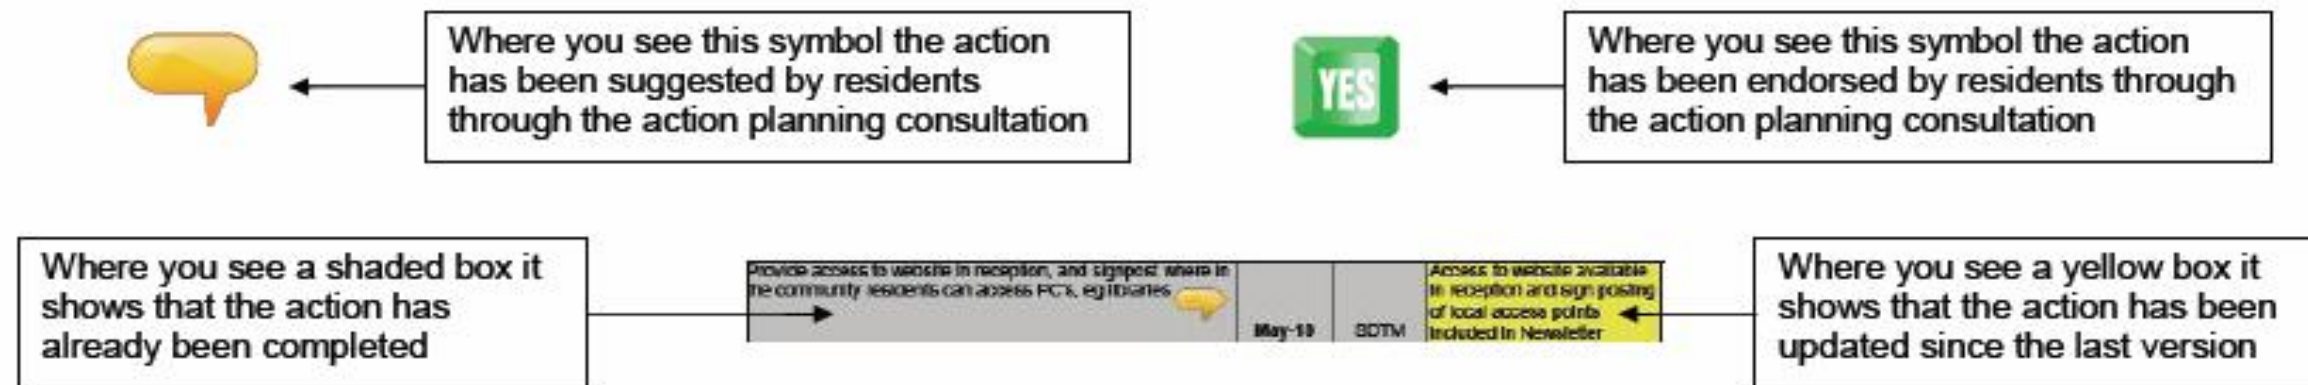 Where you see this symbol the action
has been suggested by residents
through the action planning consultation
YES
Where you see this symbol the action
has been endorsed by residents through
the action planning consultation
Where you see a shaded box it
shows that the action has
already been completed
Provide access to website in reception, and signpost where in
the community residents can access PC's, eg libraries
May-10
SDTM
Access to website available
in reception and sign posting
of local access points
included in Newsletter
Where you see a yellow box it
shows that the action has been
updated since the last version